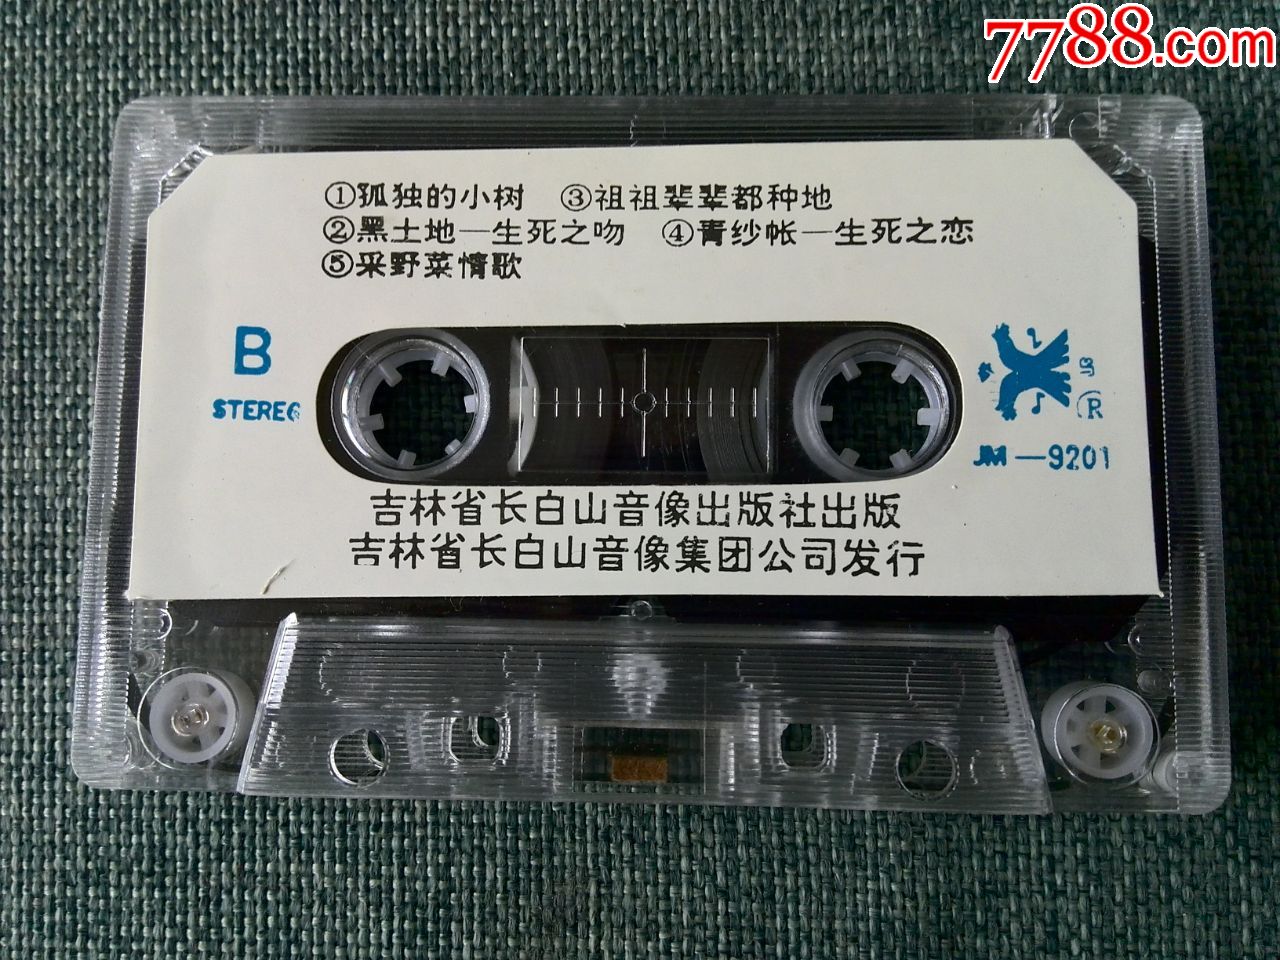 7788.com
①孤独的小树 ③祖祖辈辈都种地
②黑土地一生死之吻 ④青纱帐一生死之恋
⑤采野菜情歌
B
STEREO
R
JM—9201
吉林省长白山音像出版社出版
吉林省长白山音像集团公司发行